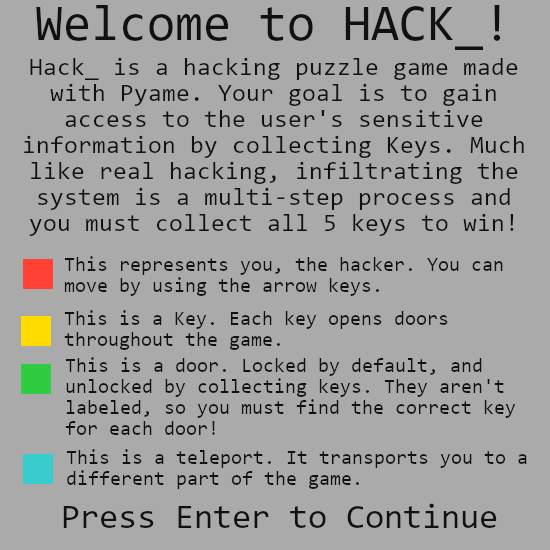 Welcome to HACK_!
Hack_ is a hacking puzzle game made
with Pyame. Your goal is to gain
access to the user's sensitive
information by collecting Keys. Much
like real hacking, infiltrating the
system is a multi-step process and
you must collect all 5 keys to win!
This represents you, the hacker. You can
move by using the arrow keys.
This is a Key. Each key opens doors
throughout the game.
This is a door. Locked by default, and
unlocked by collecting keys. They aren't
labeled, so you must find the correct key
for each door!
This is a teleport. It transports you to a
different part of the game.
Press Enter to Continue